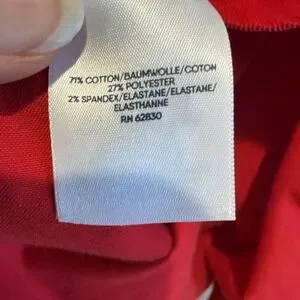 71% COTTON/BAUMWOLLE/COTON
27% POLYESTER
2% SPANDEX/ELASTANE/ELASTANE/
ELASTHANNE
RN 62830